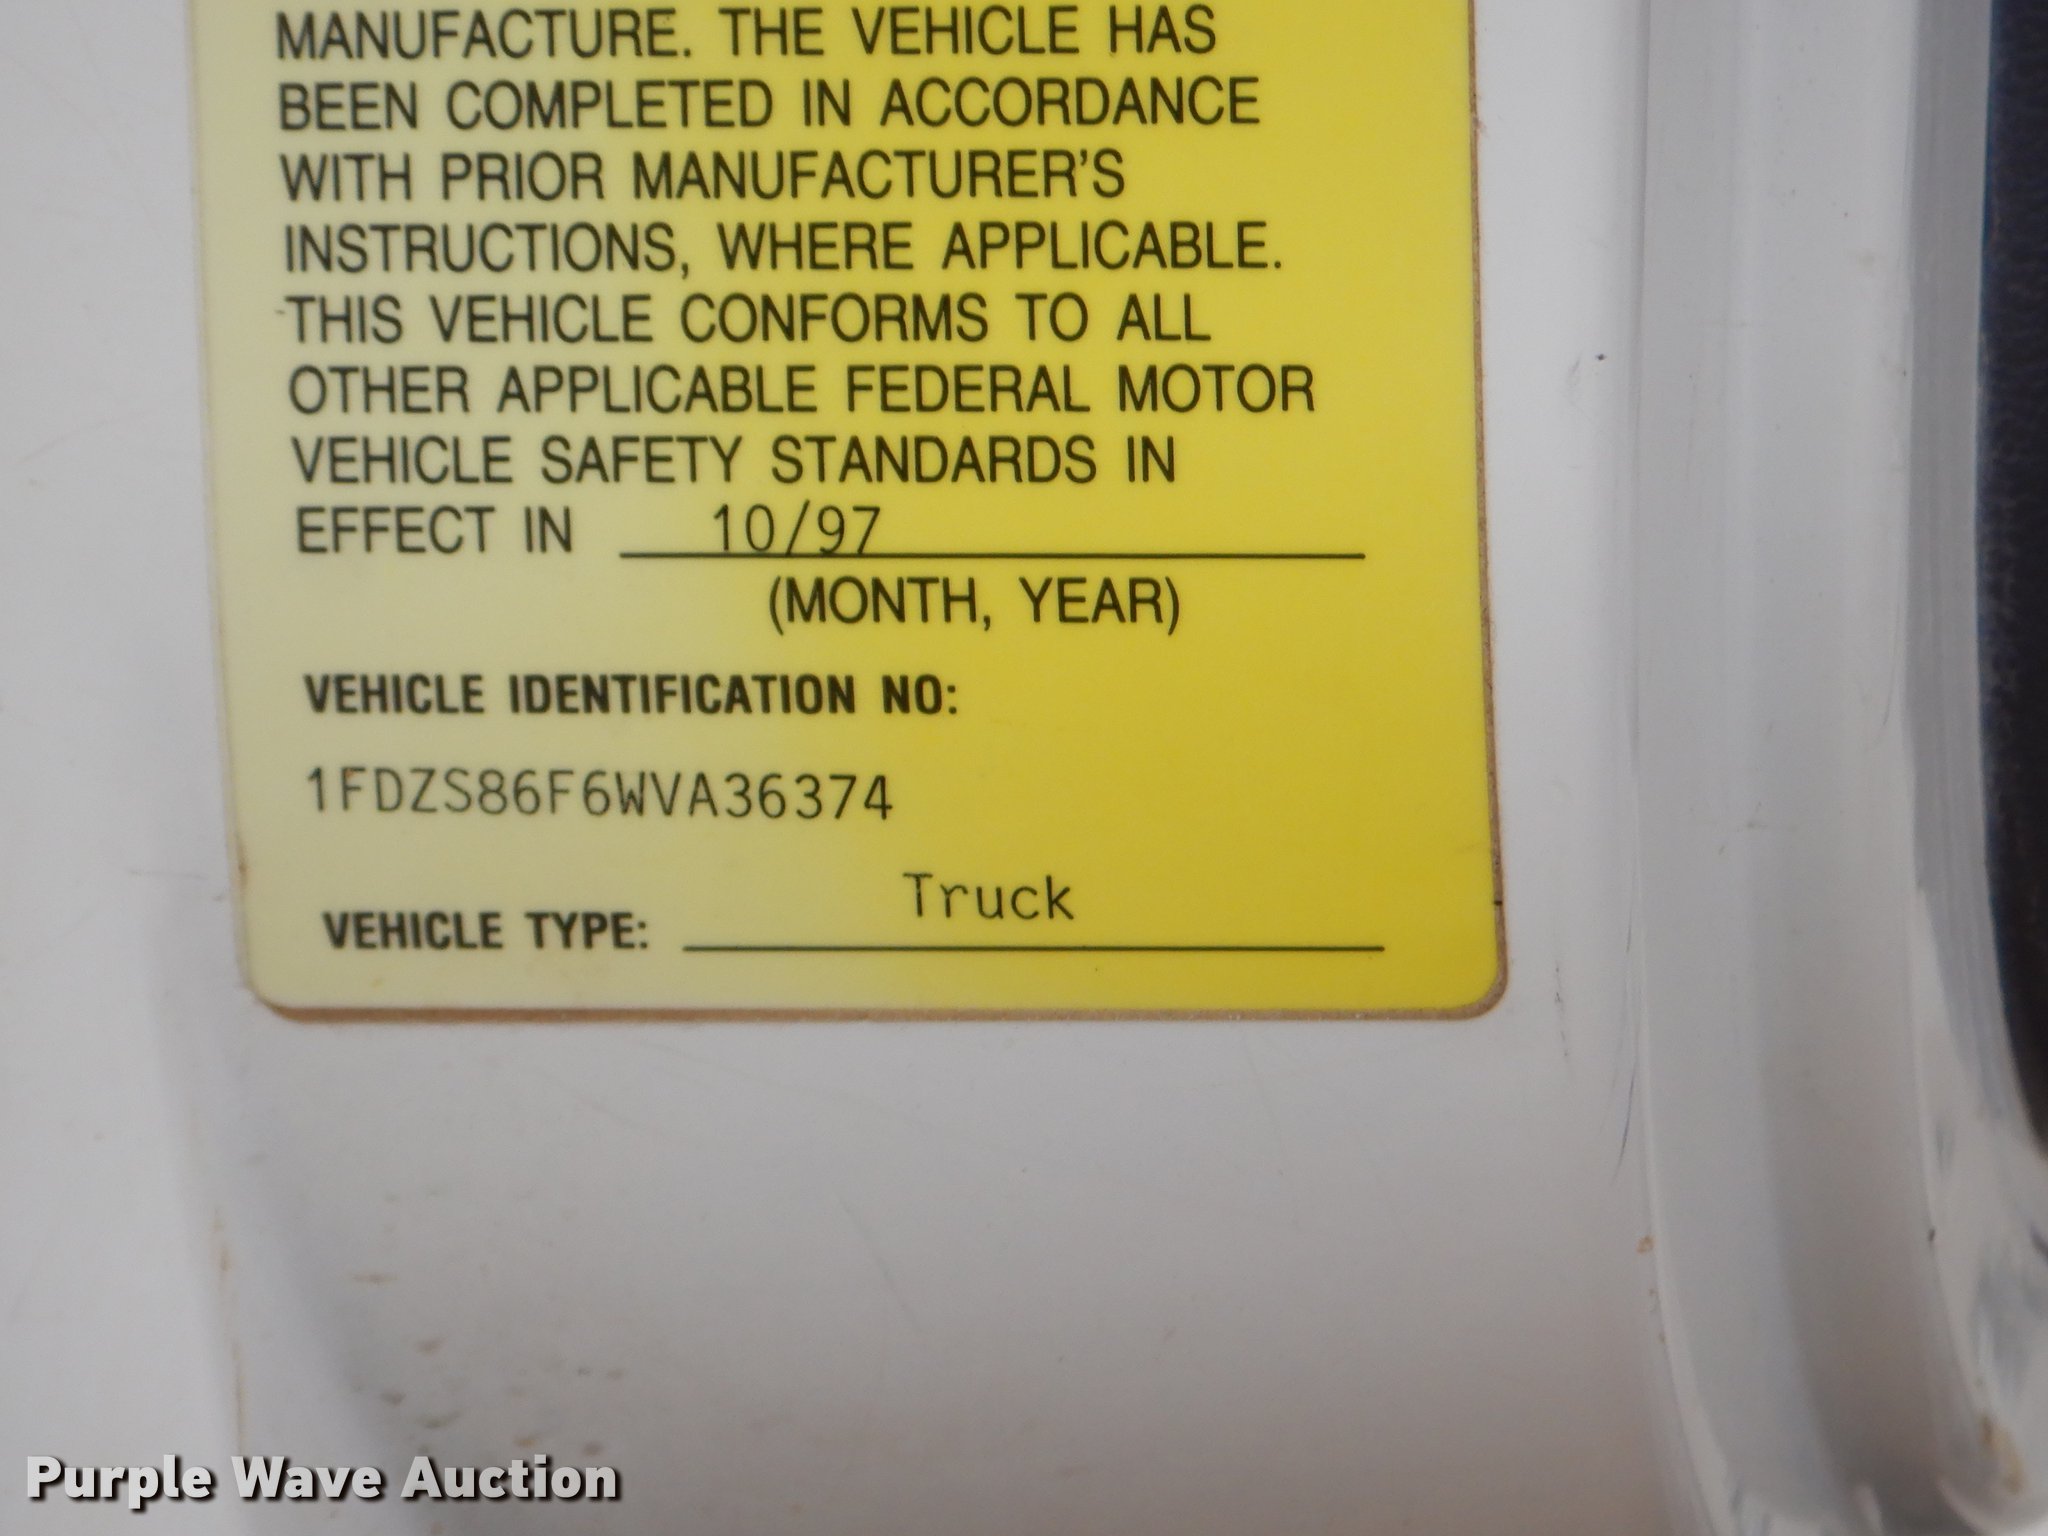 MANUFACTURE. THE VEHICLE HAS
BEEN COMPLETED IN ACCORDANCE
WITH PRIOR MANUFACTURER'S
INSTRUCTIONS, WHERE APPLICABLE.
THIS VEHICLE CONFORMS TO ALL
OTHER APPLICABLE FEDERAL MOTOR
VEHICLE SAFETY STANDARDS IN
EFFECT IN 10/97
(MONTH, YEAR)
VEHICLE IDENTIFICATION NO:
1FDZS86F6WVA36374
VEHICLE TYPE: Truck
Purple Wave Auction